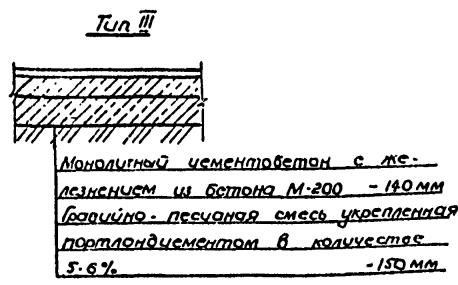 Тип III
Монолитный цементобетон с же-
лезнением из бетона М-200 - 140 мм
Гравийно-песчаная смесь укрепленная
портландцементом в количестве
5-6% -150 мм